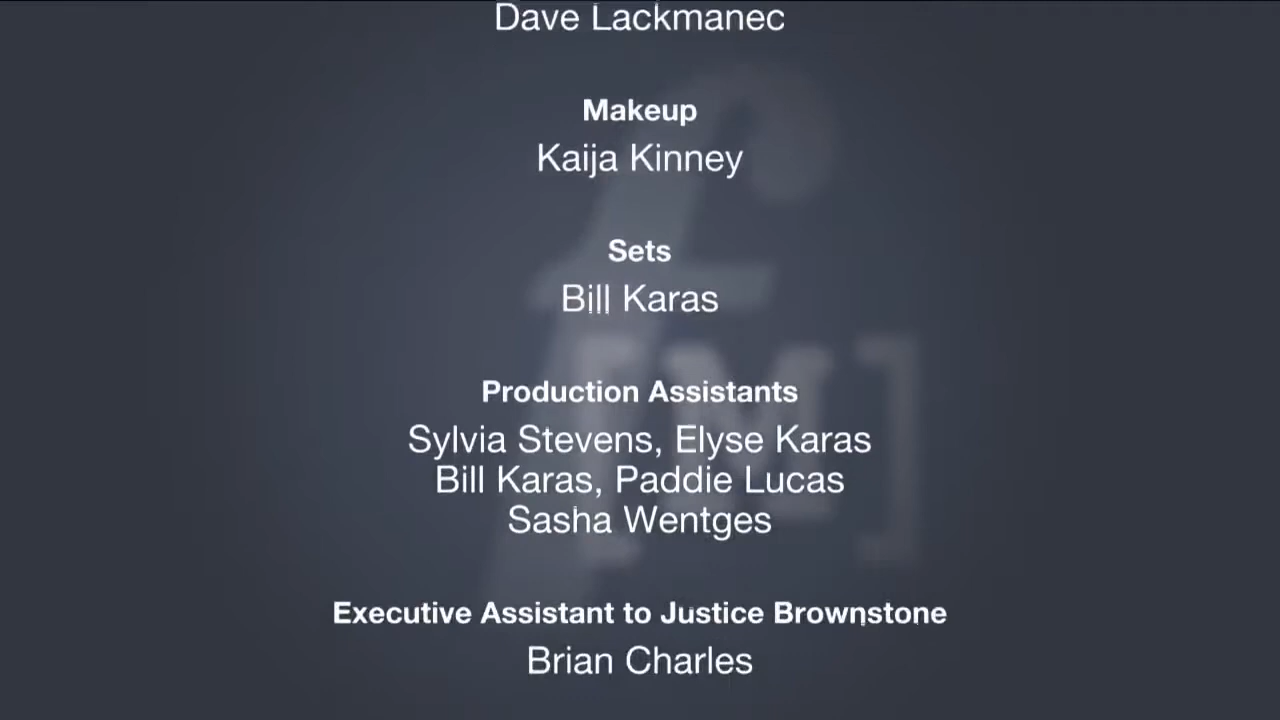 Dave Lackmanec
Makeup
Kaija Kinney
Sets
Bill Karas
Production Assistants
Sylvia Stevens, Elyse Karas
Bill Karas, Paddie Lucas
Sasha Wentges
Executive Assistant to Justice Brownstone
Brian Charles
f
[M]